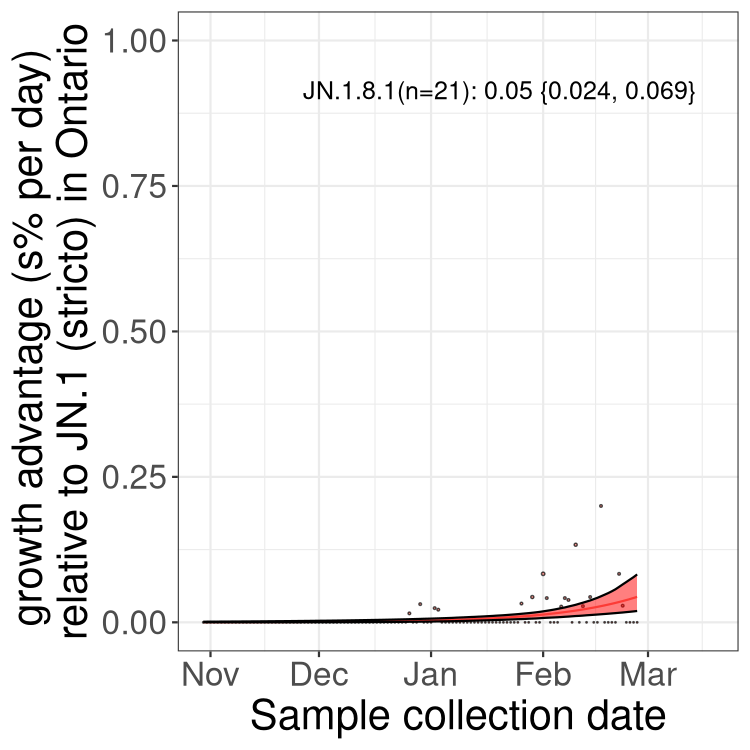 growth advantage (s% per day)
relative to JN.1 (stricto) in Ontario
1.00
0.75
0.50
0.25
0.00
JN.1.8.1(n=21): 0.05 {0.024, 0.069}
Nov Dec Jan Feb Mar
Sample collection date